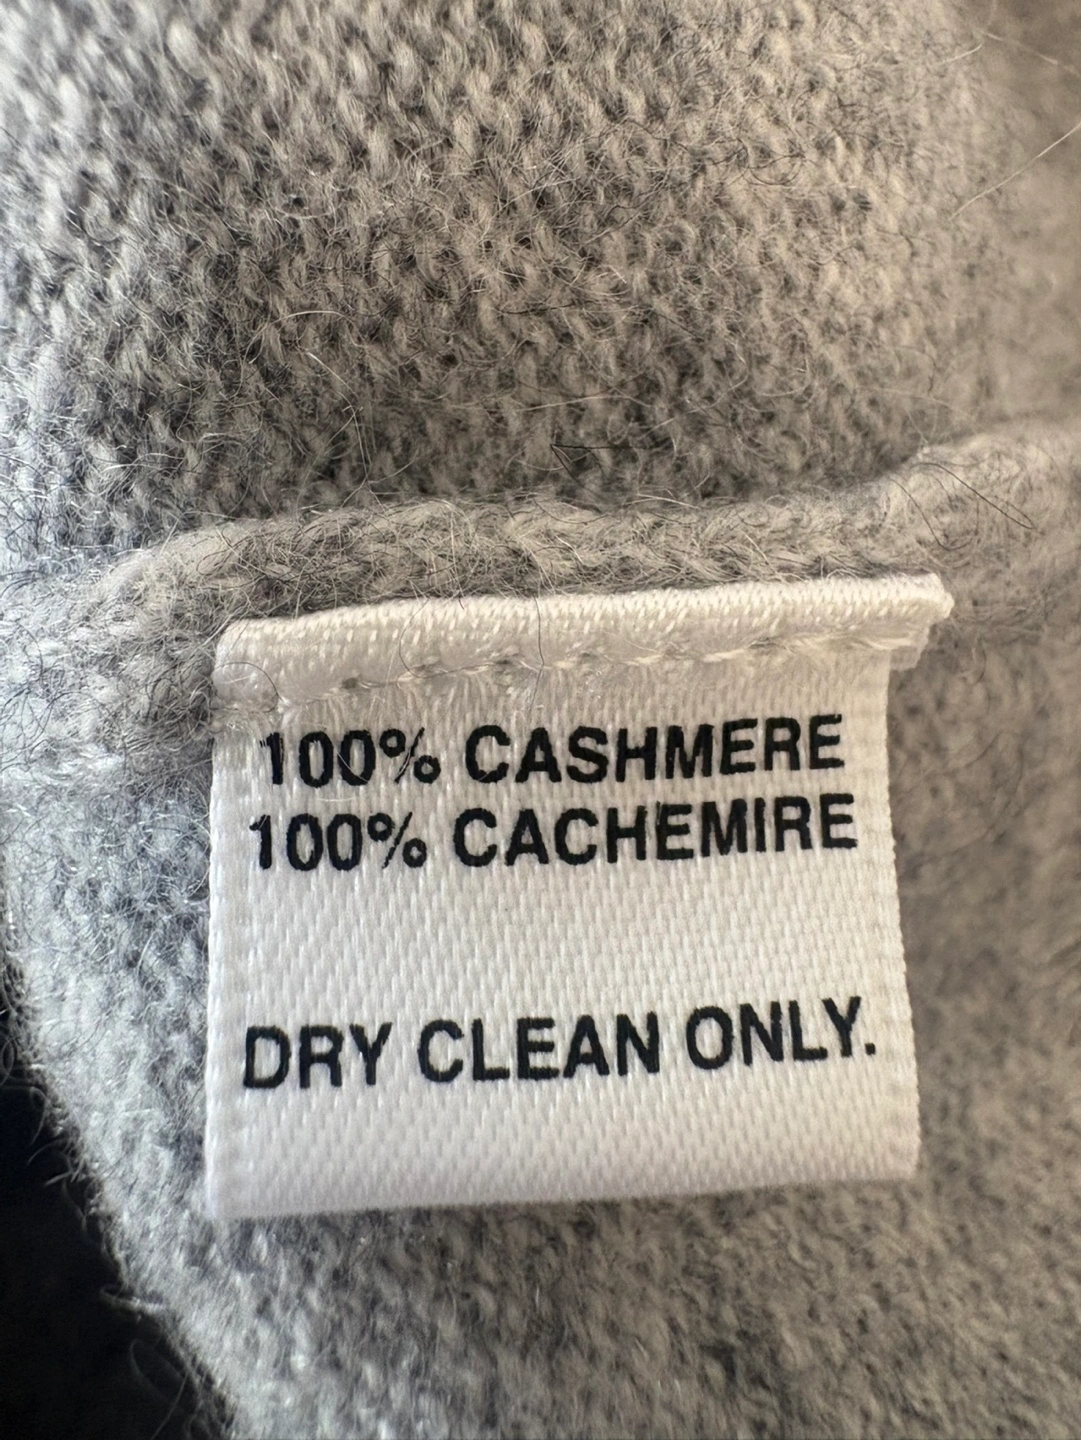 100% CASHMERE
100% CACHEMIRE
DRY CLEAN ONLY.